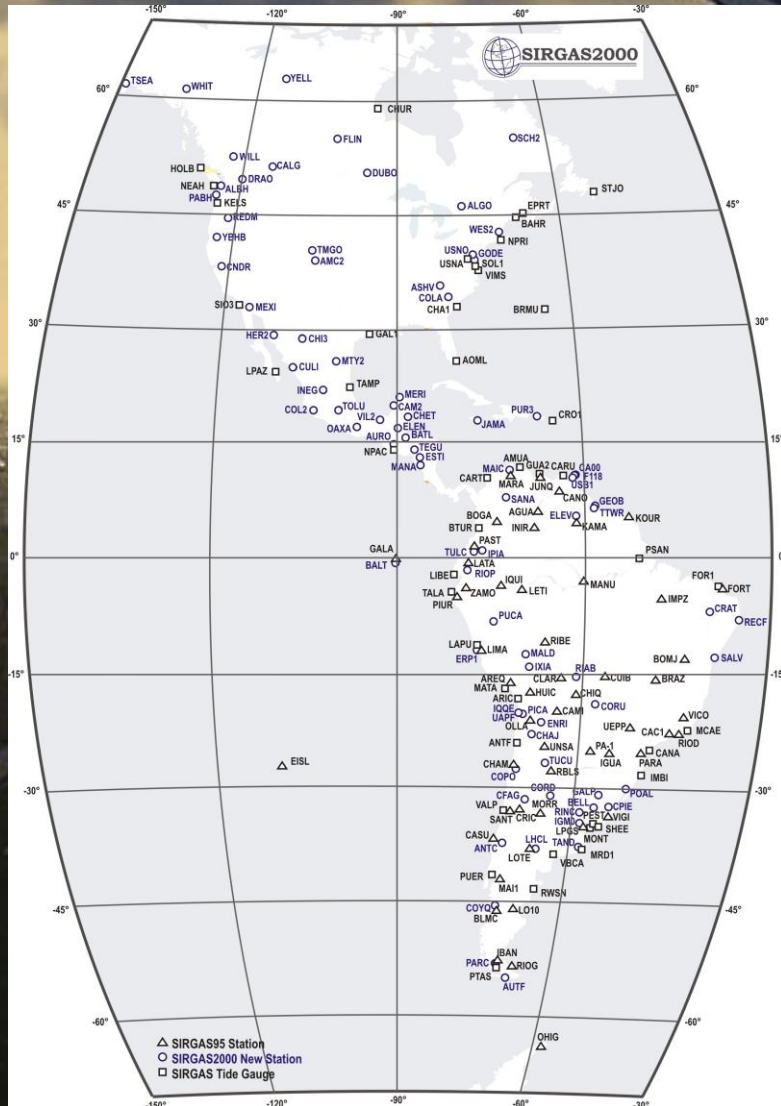 -150°
-120°
-90°
-60°
-30°
SIRGAS2000
TSEA
WHIT
YELL
60°
60°
CHUR
FLIN
SCH2
WILL
CALG
HOLB
DRAO
DUBO
NEAH
ALBH
STJO
PABH
KELS
ALGO
EPRT
45°
45°
REDM
BAHR
WES2
YBHB
NPRI
TMGO
USNO
GODE
AMC2
USNA
SOL1
CNDR
VIMS
ASHV
COLA
SIO3
MEXI
CHA1
BRMU
30°
30°
HER2
CHI3
GAL1
LPAZ
CULI
MTY2
AOML
TAMP
INEG
MERI
COL2
TOLU
CAM2
PUR3
VIL2
CHET
JAMA
CRO1
OAXA
ELEN
AURO
BATL
15°
15°
NPAC
TEGU
ESTI
AMUA
MANA
MAIC
GUA2
CARU
CA00
CART
MARA
JUNQ
F118
USB1
SANA
CANO
GEOB
BOGA
AGUA
ELEV
TTWR
KOUR
BTUR
INIR
KAMA
PAST
GALA
TULC
IPIA
PSAN
0°
0°
BALT
LATA
LIBE
RIOP
FOR1
IQUI
MANU
TALA
ZAMO
LETI
FORT
PIUR
IMPZ
CRAT
PUCA
RECF
LAPU
RIBE
ERP1
LIMA
MALD
BOMJ
SALV
IXIA
RIAB
-15°
-15°
AREQ
CLAR
CUIB
BRAZ
MATA
HUIC
CHIQ
ARIC
CORU
IQQE
PICA
CAMI
VICO
UAPF
OLLA
ENRI
UEPP
MCAE
CHAJ
CAC1
ANTF
UNSA
PA-1
RIOD
CANA
EISL
CHAM
TUCU
IGUA
PARA
COPO
RBLS
IMBI
-30°
-30°
CORD
GALP
POAL
CFAG
MORR
BELL
CPIE
VALP
RINC
PEST
VIGI
SANT
CRIC
IGMD
SHEE
CASU
LPGS
MONT
ANTC
LHCL
TAND
MRD1
LOTE
VBCA
PUER
MAI1
RWSN
-45°
-45°
COYQ
LO10
BLMC
IBAN
PARC
RIOG
PTAS
AUTF
-60°
-60°
OHIG
SIRGAS95 Station
SIRGAS2000 New Station
SIRGAS Tide Gauge
-150°
-120°
-90°
-60°
-30°